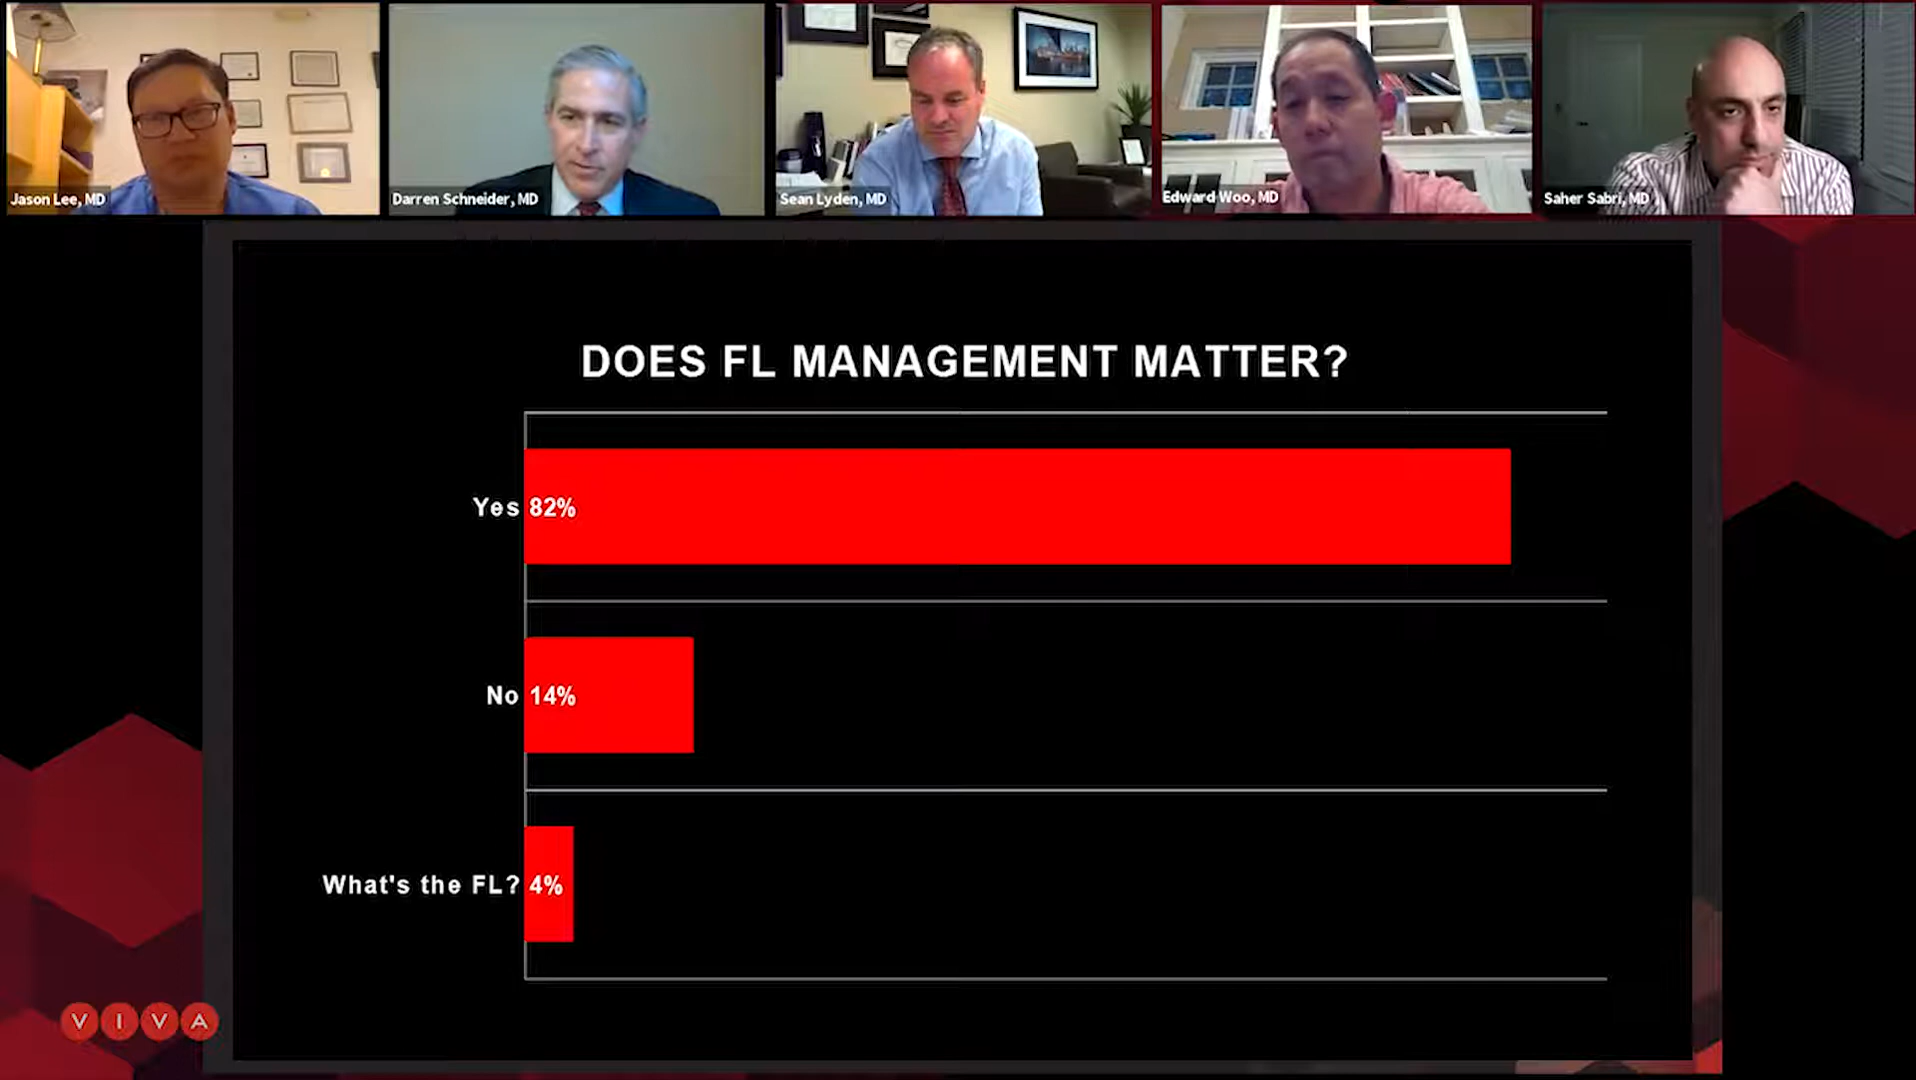 Jason Lee, MD
Darren Schneider, MD
Sean Lyden, MD
Edward Woo, MD
Saher Sabri, MD
DOES FL MANAGEMENT MATTER?
Yes 82%
No 14%
What's the FL? 4%
VIVA